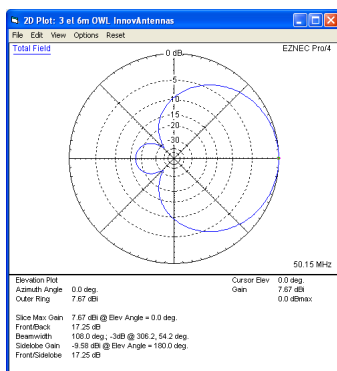 2D Plot: 3 el 6m OWL InnovAntennas
File Edit View Options Reset
Total Field
EZNEC Pro/4
0 dB
-5
-10
-15
-20
-30
50.15 MHz
Elevation Plot
Cursor Elev 0.0 deg.
Azimuth Angle 0.0 deg.
Gain 7.67 dBi
Outer Ring 7.67 dBi
0.0 dBmax
Slice Max Gain 7.67 dBi @ Elev Angle = 0.0 deg.
Front/Back 17.25 dB
Beamwidth 108.0 deg.; -3dB @ 306.2, 54.2 deg.
Sidelobe Gain -9.58 dBi @ Elev Angle = 180.0 deg.
Front/Sidelobe 17.25 dB